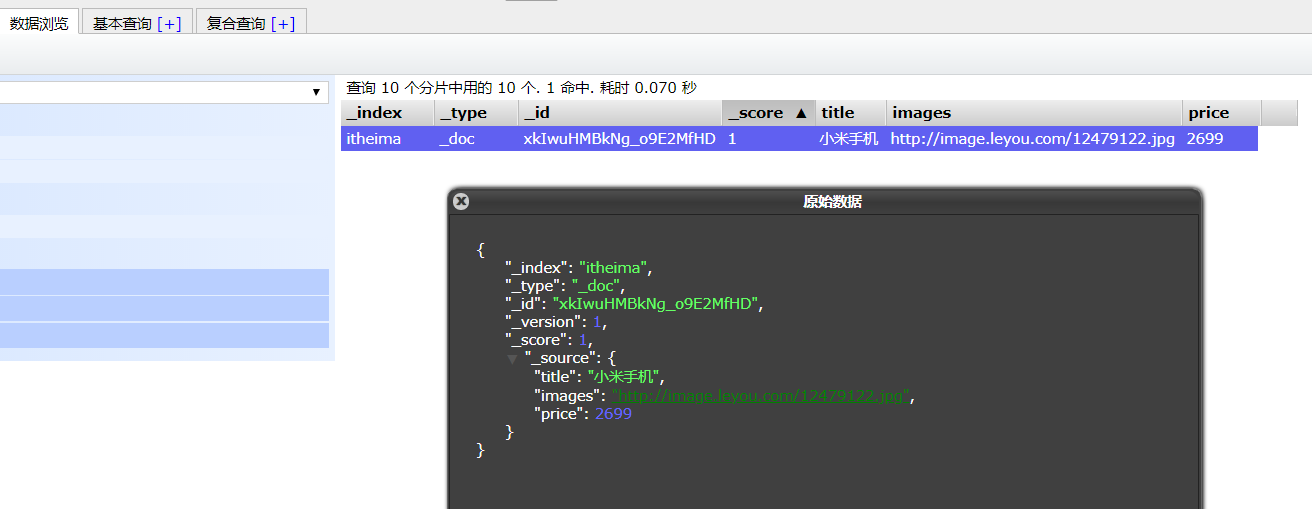 数据浏览 基本查询 [+] 复合查询 [+]
查询 10 个分片中用的 10 个. 1 命中. 耗时 0.070 秒
_index _type _id _score ▲ title images price
itheima _doc xkIwuHMBkNg_o9E2MfHD 1 小米手机 http://image.leyou.com/12479122.jpg 2699
原始数据
{
"_index": "itheima",
"_type": "_doc",
"_id": "xkIwuHMBkNg_o9E2MfHD",
"_version": 1,
"_score": 1,
"_source": {
"title": "小米手机",
"images": "http://image.leyou.com/12479122.jpg",
"price": 2699
}
}